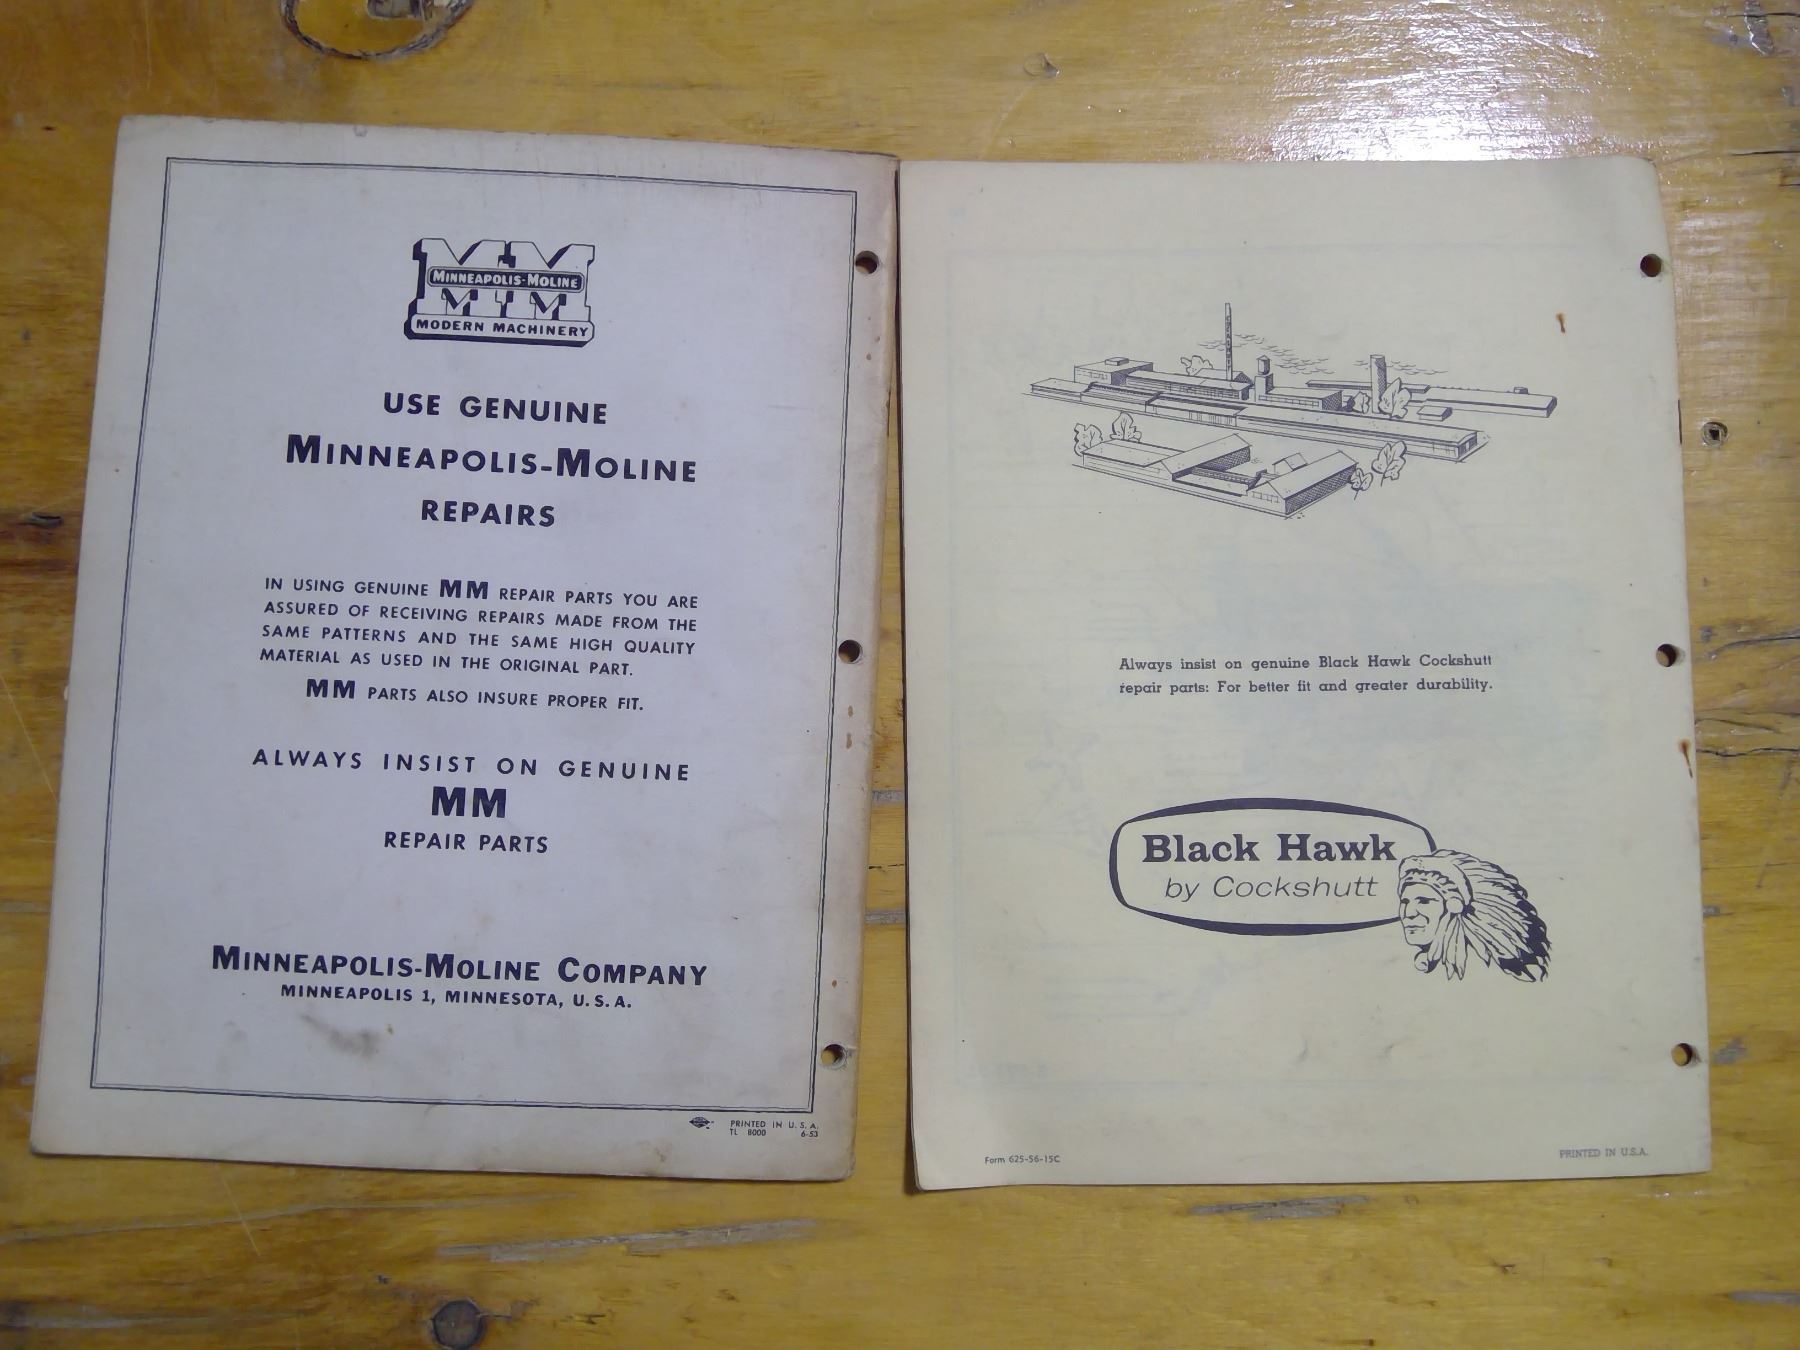 MINNEAPOLIS-MOLINE
MODERN MACHINERY
USE GENUINE
MINNEAPOLIS-MOLINE
REPAIRS
IN USING GENUINE MM REPAIR PARTS YOU ARE
ASSURED OF RECEIVING REPAIRS MADE FROM THE
SAME PATTERNS AND THE SAME HIGH QUALITY
MATERIAL AS USED IN THE ORIGINAL PART.
MM PARTS ALSO INSURE PROPER FIT.
ALWAYS INSIST ON GENUINE
MM
REPAIR PARTS
MINNEAPOLIS-MOLINE COMPANY
MINNEAPOLIS 1, MINNESOTA, U.S.A.
PRINTED IN U.S.A.
TL 8000 6-53
Always insist on genuine Black Hawk Cockshutt
repair parts: For better fit and greater durability.
Black Hawk
by Cockshutt
Form 625-56-15C
PRINTED IN U.S.A.